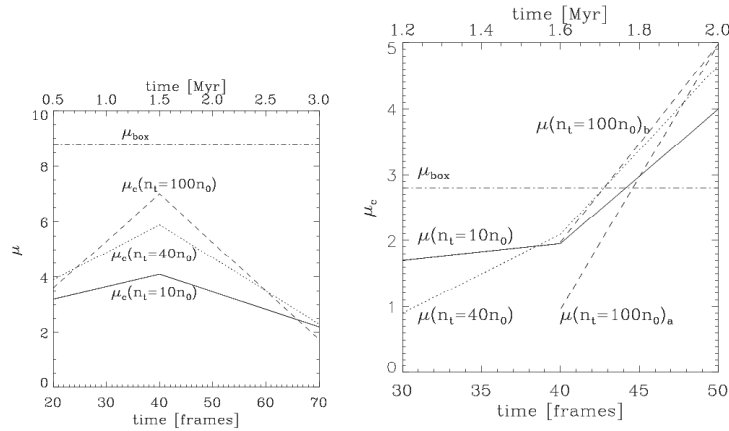 time [Myr]
0.5 1.0 1.5 2.0 2.5 3.0
10
8
6
4
2
0
μ
μbox
μc(nt=100n0)
μc(nt=40n0)
μc(nt=10n0)
20 30 40 50 60 70
time [frames]
time [Myr]
1.2 1.4 1.6 1.8 2.0
5
4
3
2
1
0
μc
μ(nt=100n0)b
μbox
μ(nt=10n0)
μ(nt=40n0)
μ(nt=100n0)a
30 35 40 45 50
time [frames]